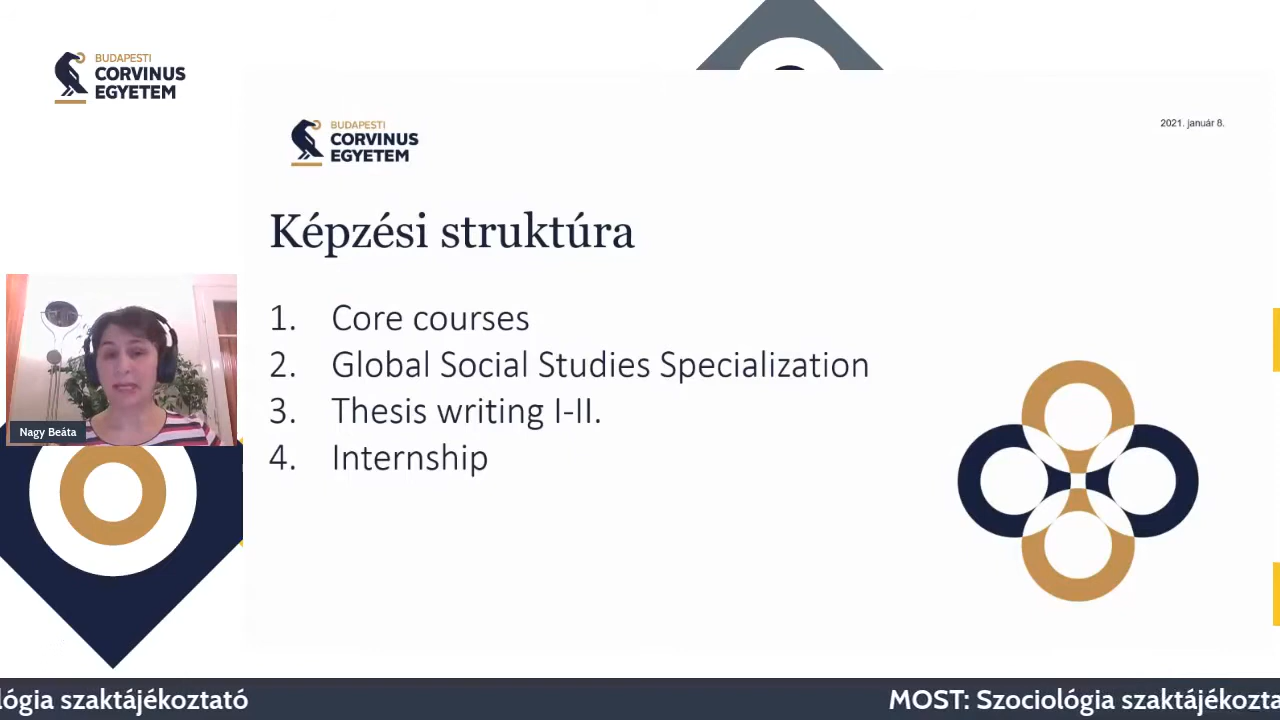 BUDAPESTI
CORVINUS
EGYETEM
BUDAPESTI
CORVINUS
EGYETEM
2021. január 8.
Képzési struktúra
1. Core courses
2. Global Social Studies Specialization
3. Thesis writing I-II.
4. Internship
Nagy Beáta
lógia szaktájékoztató
MOST: Szociológia szaktájékozta